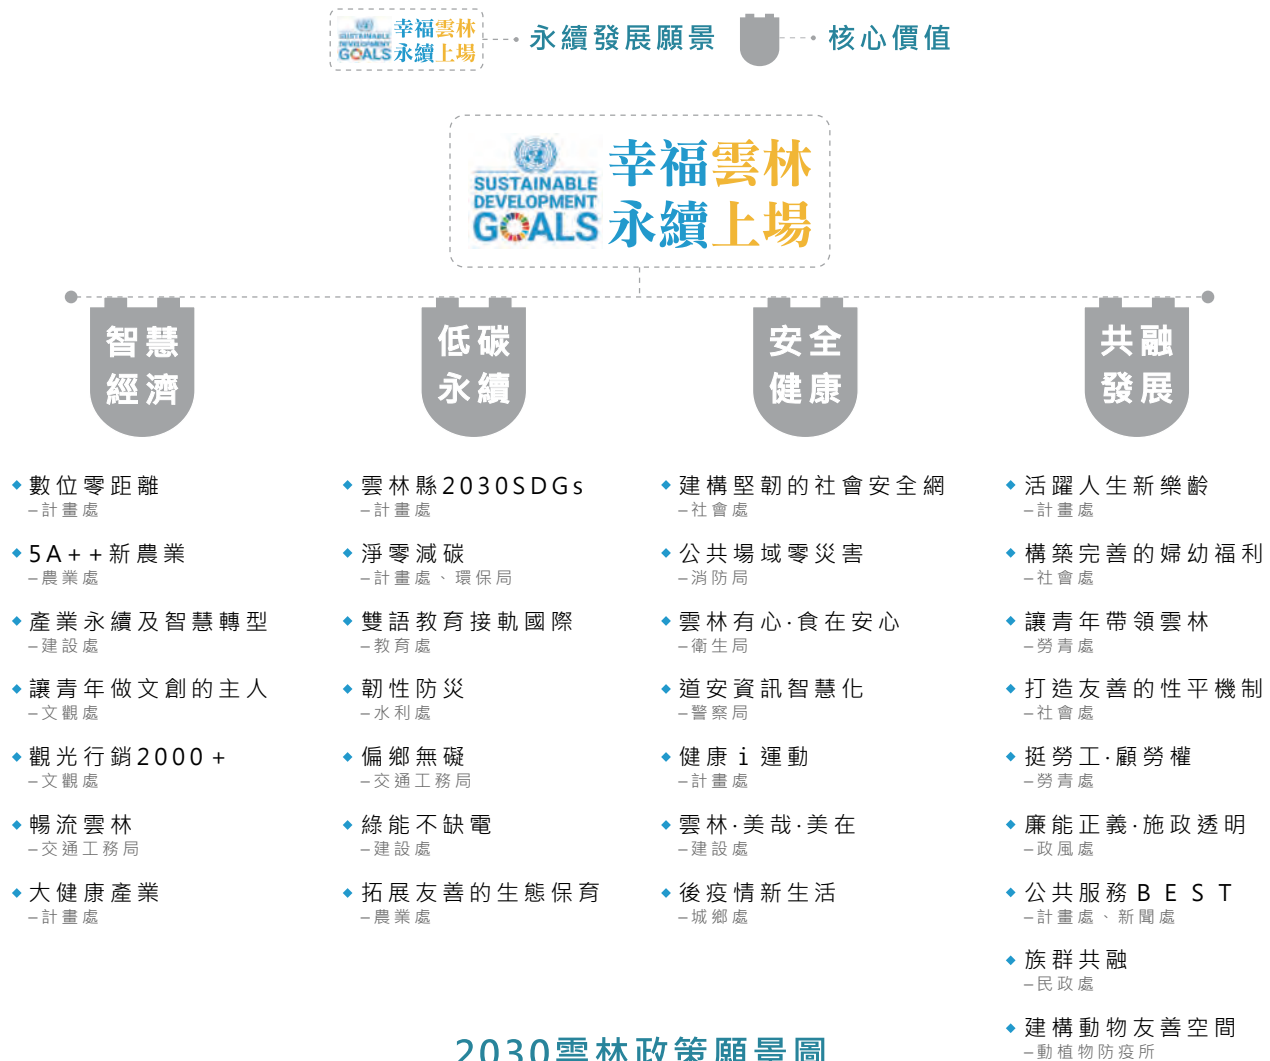 SUSTAINABLE
DEVELOPMENT
GOALS
幸福雲林
永續上場
永續發展願景
核心價值
SUSTAINABLE
DEVELOPMENT
GOALS
幸福雲林
永續上場
智慧
經濟
低碳
永續
安全
健康
共融
發展
數位零距離
–計畫處
5A++新農業
–農業處
產業永續及智慧轉型
–建設處
讓青年做文創的主人
–文觀處
觀光行銷2000+
–文觀處
暢流雲林
–交通工務局
大健康產業
–計畫處
雲林縣2030SDGs
–計畫處
淨零減碳
–計畫處、環保局
雙語教育接軌國際
–教育處
韌性防災
–水利處
偏鄉無礙
–交通工務局
綠能不缺電
–建設處
拓展友善的生態保育
–農業處
建構堅韌的社會安全網
–社會處
公共場域零災害
–消防局
雲林有心·食在安心
–衛生局
道安資訊智慧化
–警察局
健康i運動
–計畫處
雲林·美哉·美在
–建設處
後疫情新生活
–城鄉處
活躍人生新樂齡
–計畫處
構築完善的婦幼福利
–社會處
讓青年帶領雲林
–勞青處
打造友善的性平機制
–社會處
挺勞工·顧勞權
–勞青處
廉能正義·施政透明
–政風處
公共服務BEST
–計畫處、新聞處
族群共融
–民政處
建構動物友善空間
–動植物防疫所
2030雲林政策願景圖